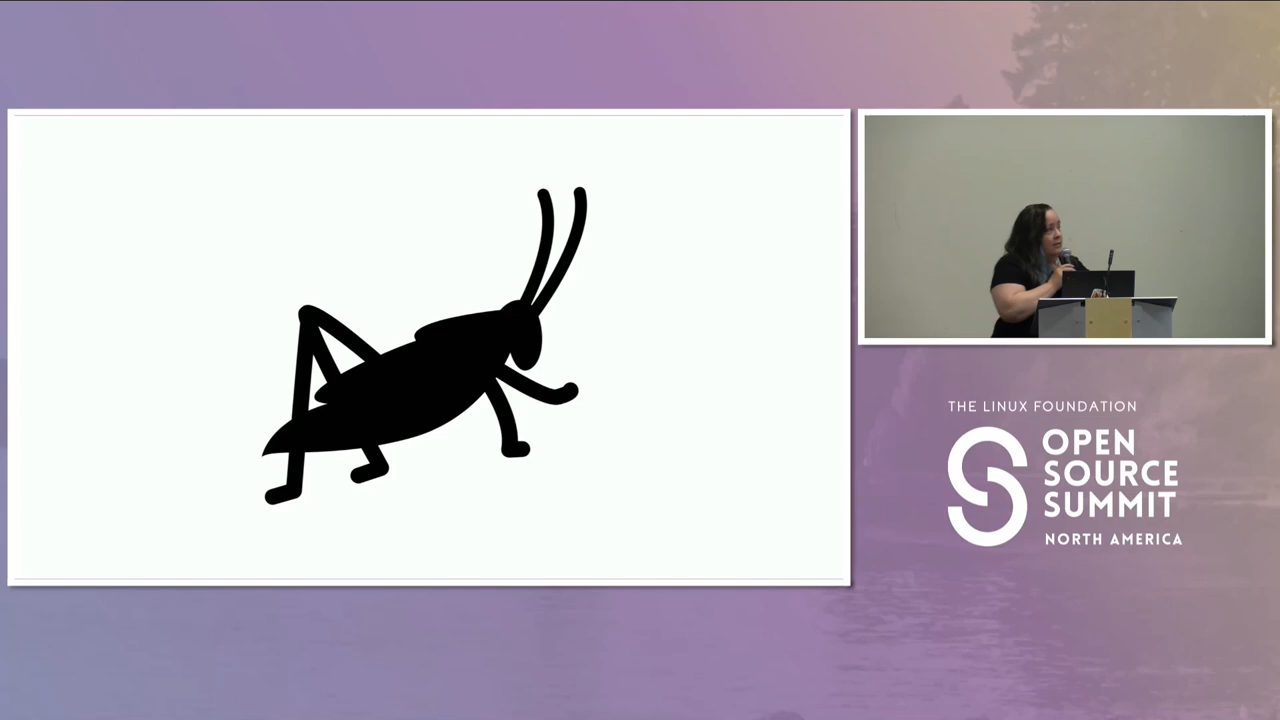 THE LINUX FOUNDATION
OPEN
SOURCE
SUMMIT
NORTH AMERICA